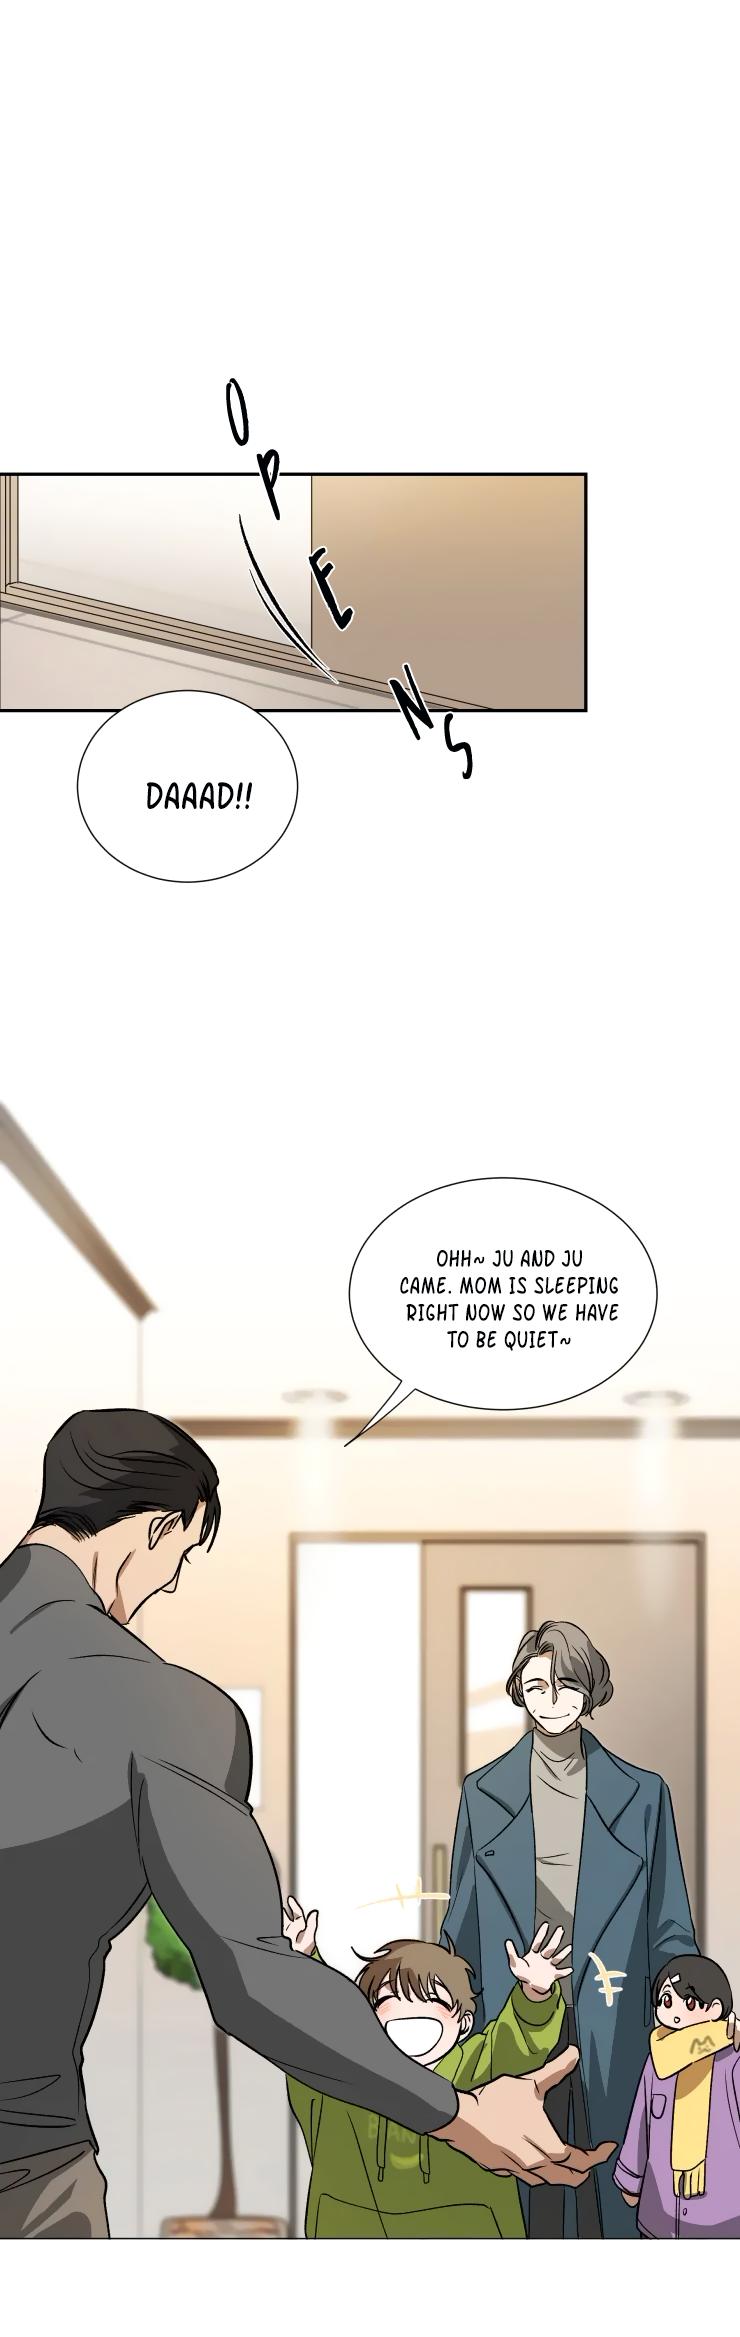 OPENS
DAAAD!!
OHH~ JU AND JU
CAME. MOM IS SLEEPING
RIGHT NOW SO WE HAVE
TO BE QUIET~